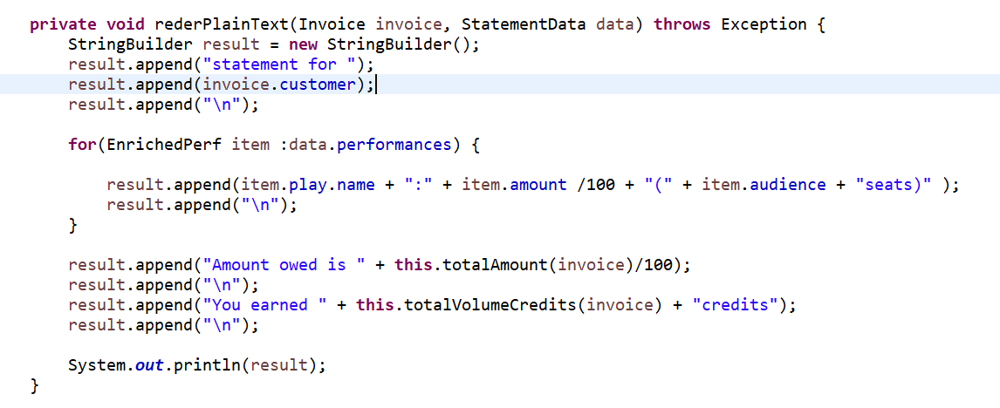 private void rederPlainText(Invoice invoice, StatementData data) throws Exception {
    StringBuilder result = new StringBuilder();
    result.append("statement for ");
    result.append(invoice.customer);
    result.append("\n");

    for(EnrichedPerf item :data.performances) {

        result.append(item.play.name + ":" + item.amount /100 + "(" + item.audience + "seats)" );
        result.append("\n");
    }

    result.append("Amount owed is " + this.totalAmount(invoice)/100);
    result.append("\n");
    result.append("You earned " + this.totalVolumeCredits(invoice) + "credits");
    result.append("\n");

    System.out.println(result);
}